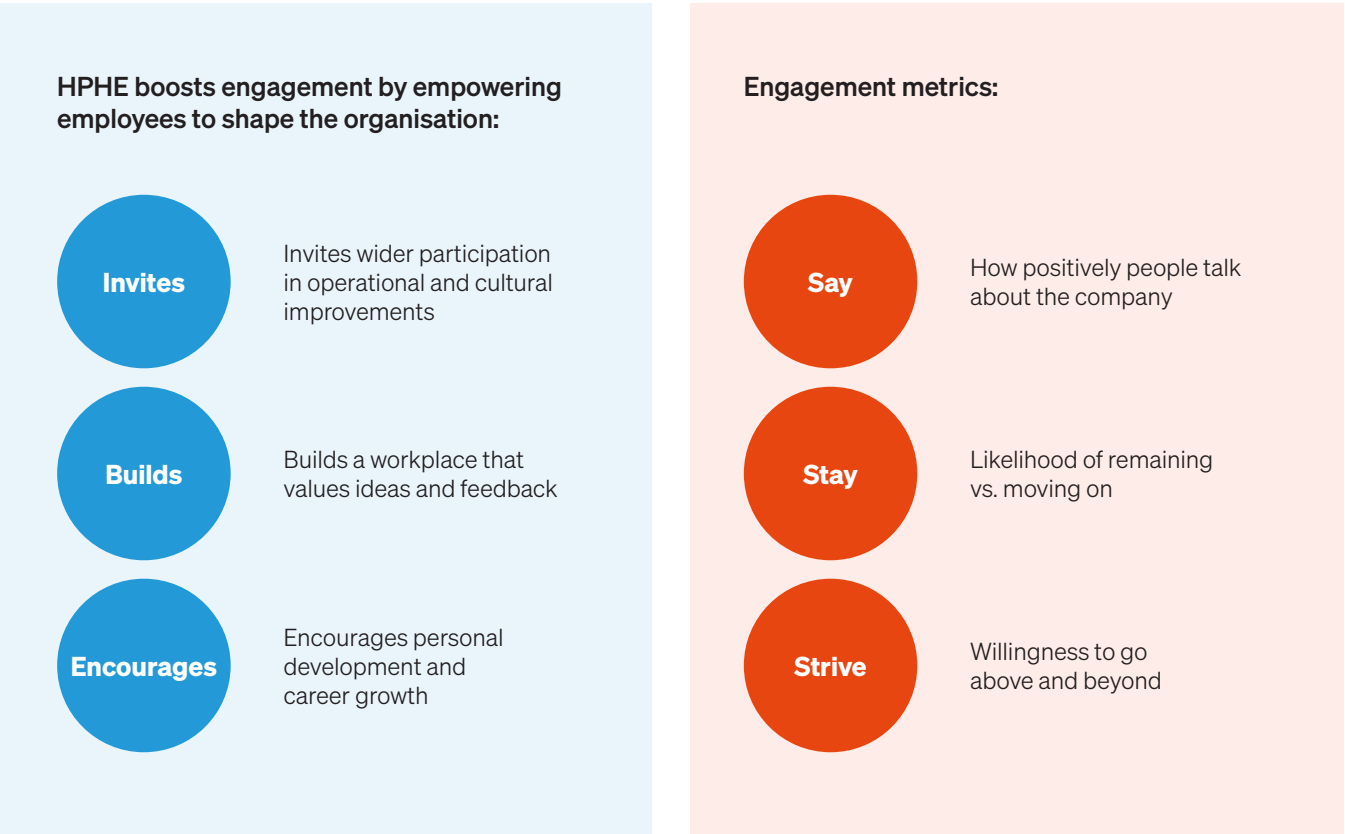 HPHE boosts engagement by empowering
employees to shape the organisation:
Invites
Invites wider participation
in operational and cultural
improvements
Builds
Builds a workplace that
values ideas and feedback
Encourages
Encourages personal
development and
career growth
Engagement metrics:
Say
How positively people talk
about the company
Stay
Likelihood of remaining
vs. moving on
Strive
Willingness to go
above and beyond